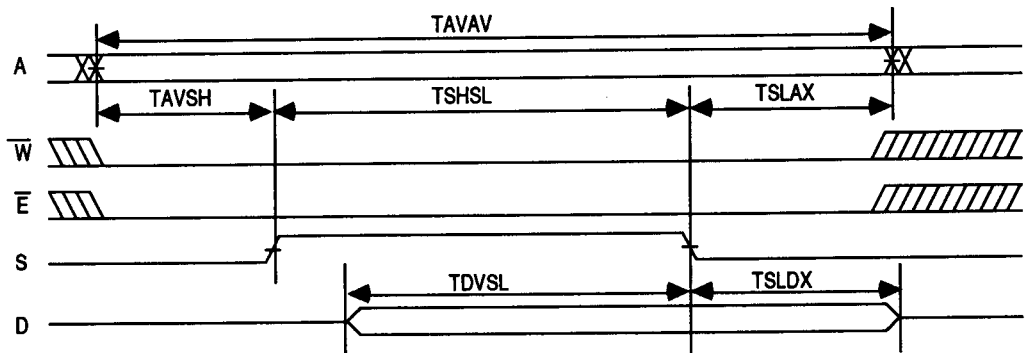 TAVAV
A
TAVSH TSHSL TSLAX
W̅
E̅
S
TDVSL TSLDX
D